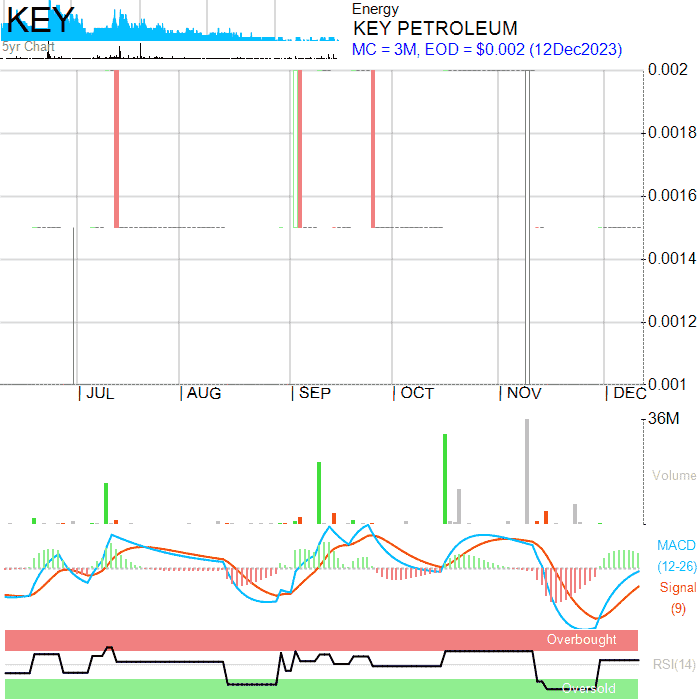 KEY
5yr Chart
Energy
KEY PETROLEUM
MC = 3M, EOD = $0.002 (12Dec2023)
0.002
0.0018
0.0016
0.0014
0.0012
0.001
| JUL | AUG | SEP | OCT | NOV | DEC
36M
Volume
MACD
(12-26)
Signal
(9)
Overbought
RSI(14)
Oversold